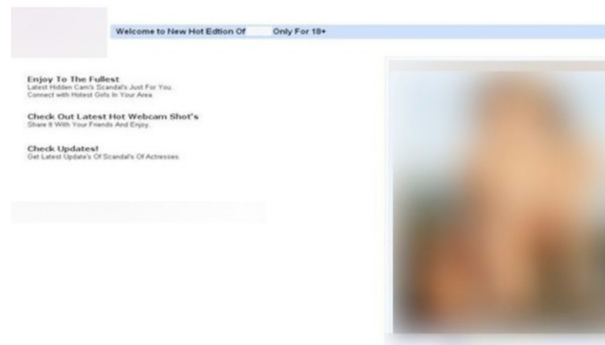 Welcome to New Hot Edtion Of Only For 18+
Enjoy To The Fullest
Latest Hidden Cam's Scandal's Just For You.
Connect with Hotest Girls In Your Area.
Check Out Latest Hot Webcam Shot's
Share It With Your Friends And Enjoy.
Check Updates!
Get Latest Update's Of Scandal's Of Actresses.